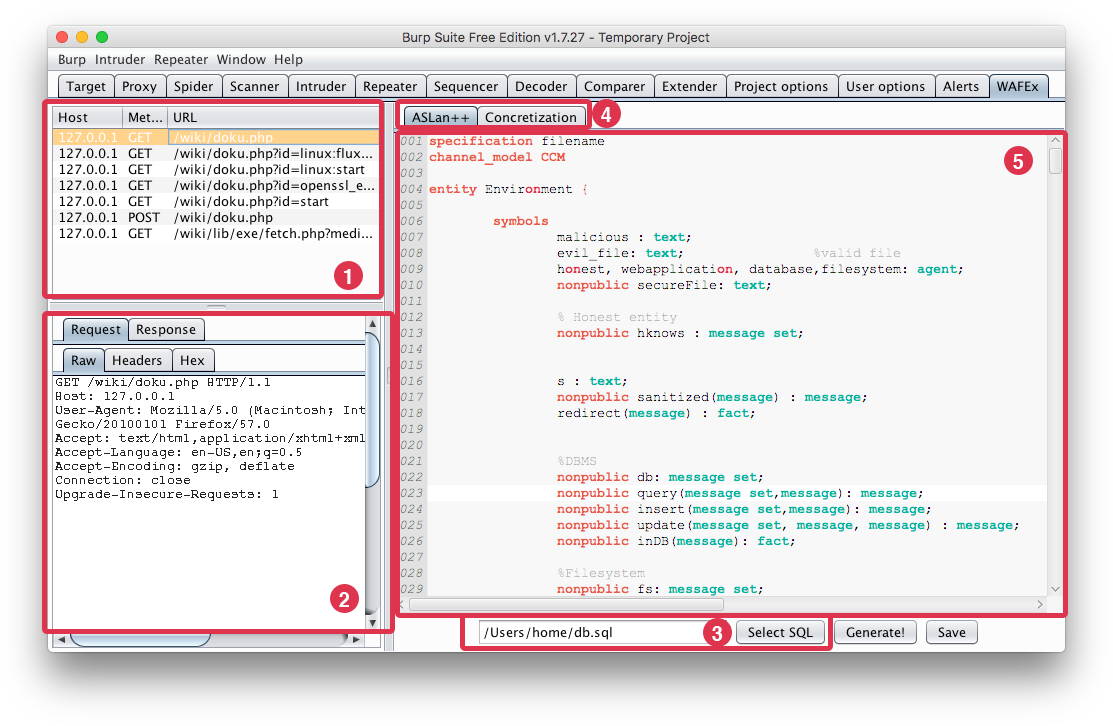 Burp Suite Free Edition v1.7.27 - Temporary Project
Burp Intruder Repeater Window Help
Target Proxy Spider Scanner Intruder Repeater Sequencer Decoder Comparer Extender Project options User options Alerts WAFEx
Host Met... URL
127.0.0.1 GET /wiki/doku.php
127.0.0.1 GET /wiki/doku.php?id=linux:flux...
127.0.0.1 GET /wiki/doku.php?id=linux:start
127.0.0.1 GET /wiki/doku.php?id=openssl_e...
127.0.0.1 GET /wiki/doku.php?id=start
127.0.0.1 POST /wiki/doku.php
127.0.0.1 GET /wiki/lib/exe/fetch.php?medi...
1
Request Response
Raw Headers Hex
GET /wiki/doku.php HTTP/1.1
Host: 127.0.0.1
User-Agent: Mozilla/5.0 (Macintosh; Int
Gecko/20100101 Firefox/57.0
Accept: text/html,application/xhtml+xml
Accept-Language: en-US,en;q=0.5
Accept-Encoding: gzip, deflate
Connection: close
Upgrade-Insecure-Requests: 1
2
ASLan++ Concretization 4
001 specification filename
002 channel_model CCM
003
004 entity Environment {
005
006 symbols
007 malicious : text;
008 evil_file: text; %valid file
009 honest, webapplication, database,filesystem: agent;
010 nonpublic secureFile: text;
011
012 % Honest entity
013 nonpublic hknows : message set;
014
015
016 s : text;
017 nonpublic sanitized(message) : message;
018 redirect(message) : fact;
019
020
021 %DBMS
022 nonpublic db: message set;
023 nonpublic query(message set,message): message;
024 nonpublic insert(message set,message): message;
025 nonpublic update(message set, message, message) : message;
026 nonpublic inDB(message): fact;
027
028 %Filesystem
029 nonpublic fs: message set;
5
/Users/home/db.sql 3 Select SQL Generate! Save